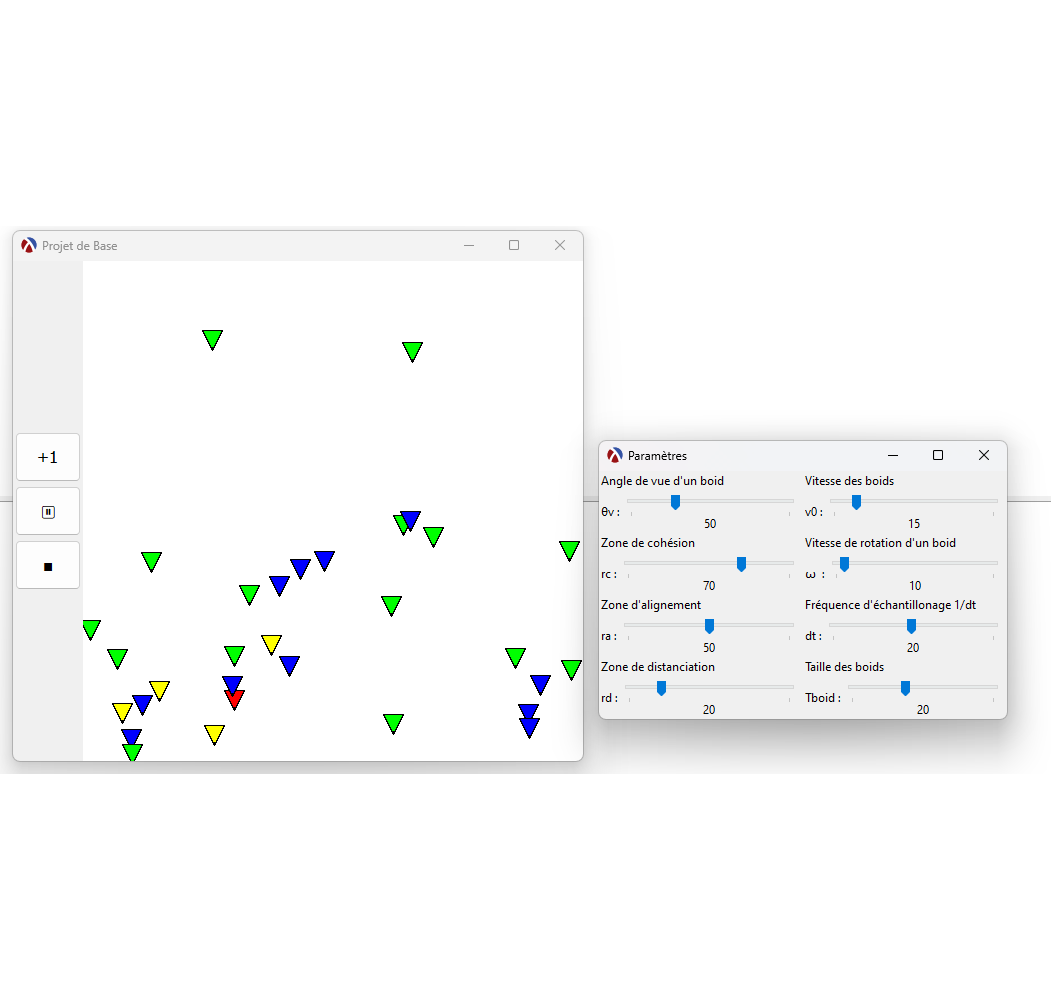 Projet de Base
+1
Paramètres
Angle de vue d'un boid
θv :
50
Vitesse des boids
v0 :
15
Zone de cohésion
rc :
70
Vitesse de rotation d'un boid
ω :
10
Zone d'alignement
ra :
50
Fréquence d'échantillonage 1/dt
dt :
20
Zone de distanciation
rd :
20
Taille des boids
Tboid :
20